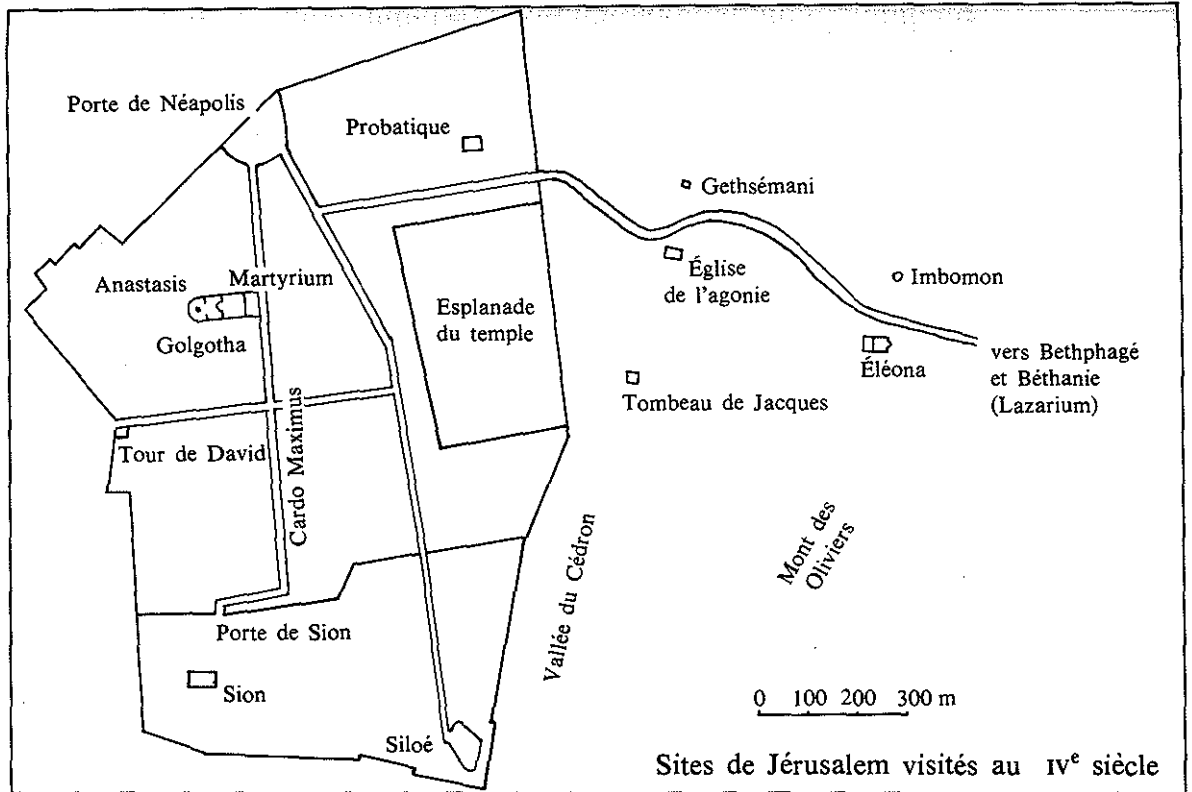 Porte de Néapolis
Probatique
Gethsémani
Anastasis
Martyrium
Golgotha
Esplanade
du temple
Église
de l'agonie
Imbomon
Éléona
vers Bethphagé
et Béthanie
(Lazarium)
Tombeau de Jacques
Tour de David
Cardo Maximus
Vallée du Cédron
Mont des
Oliviers
Porte de Sion
Sion
Siloé
0 100 200 300 m
Sites de Jérusalem visités au IVe siècle